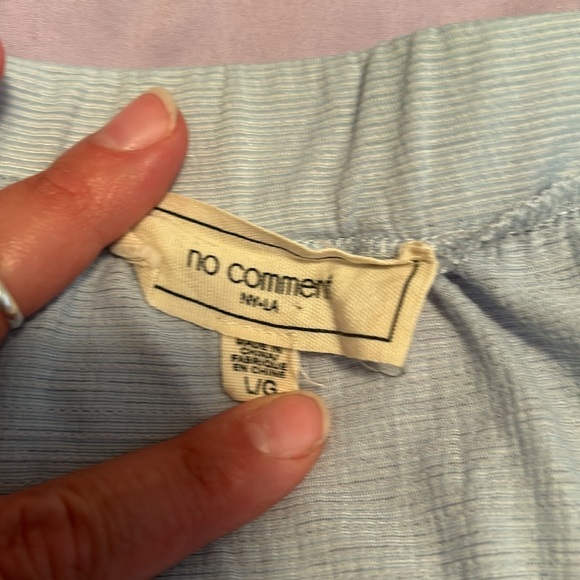 no comment
NY•LA
MADE IN
CHINA/
FABRIQUE
EN CHINE
L/G